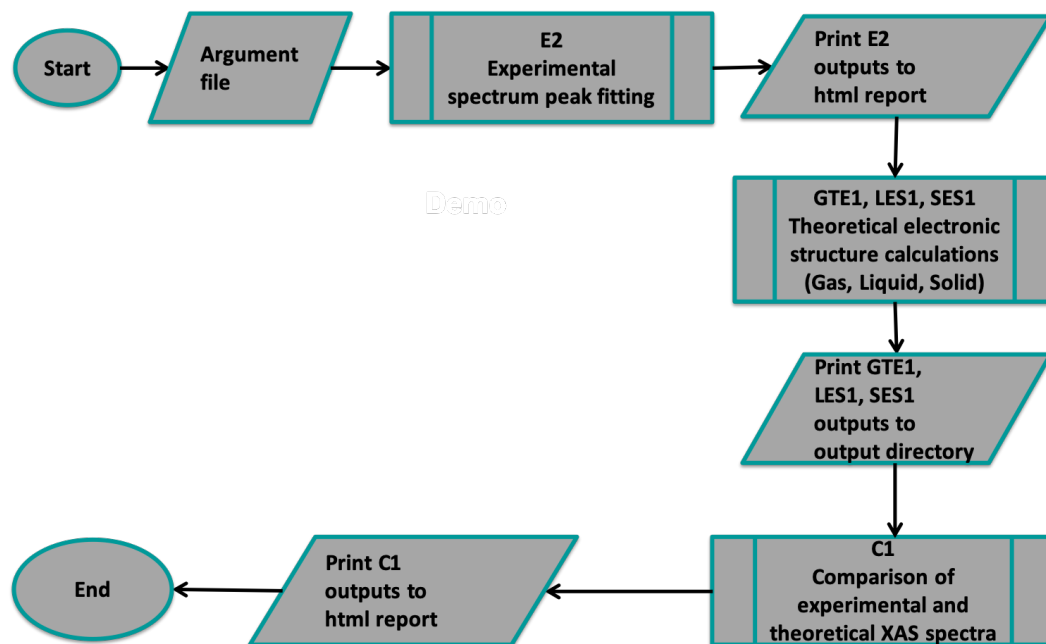 Start
Argument
file
E2
Experimental
spectrum peak fitting
Print E2
outputs to
html report
Demo
GTE1, LES1, SES1
Theoretical electronic
structure calculations
(Gas, Liquid, Solid)
Print GTE1,
LES1, SES1
outputs to
output directory
C1
Comparison of
experimental and
theoretical XAS spectra
Print C1
outputs to
html report
End